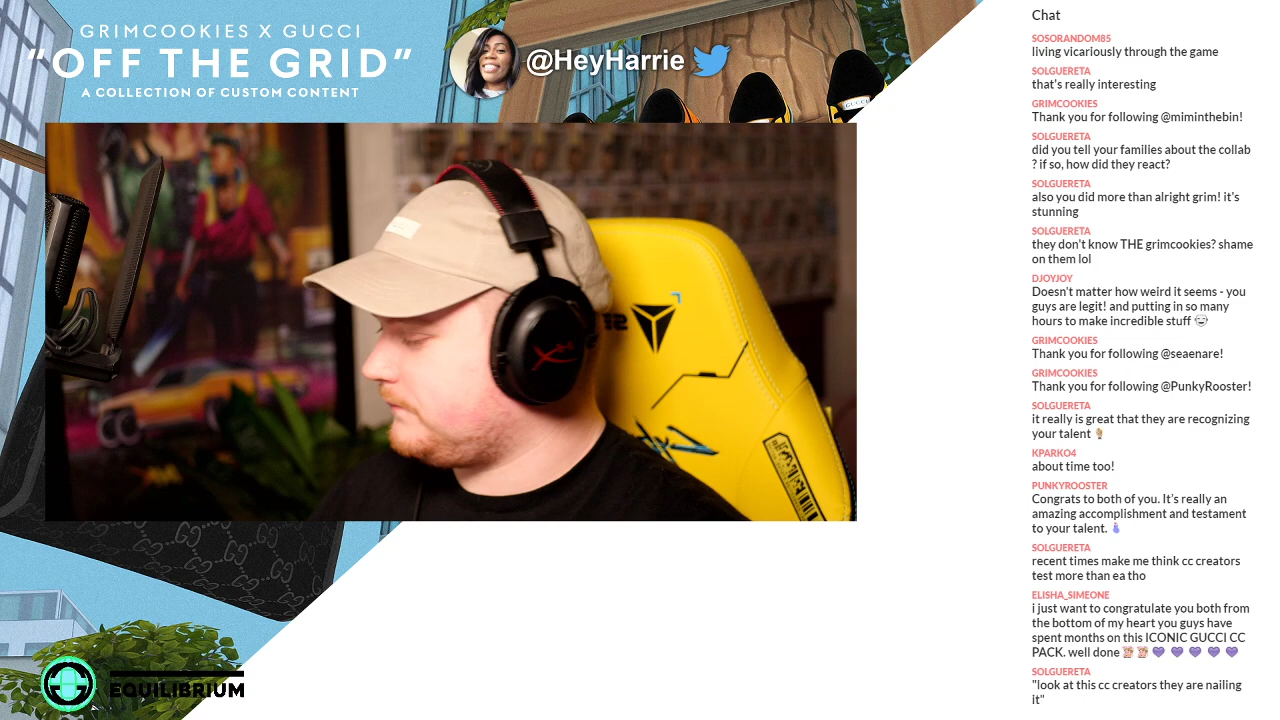 GRIMCOOKIES X GUCCI
“OFF THE GRID”
A COLLECTION OF CUSTOM CONTENT
@HeyHarrie
GUCCI
EQUILIBRIUM
Chat
SOSORANDOM85
living vicariously through the game
SOLGUERETA
that's really interesting
GRIMCOOKIES
Thank you for following @miminthebin!
SOLGUERETA
did you tell your families about the collab
? if so, how did they react?
SOLGUERETA
also you did more than alright grim! it's
stunning
SOLGUERETA
they don't know THE grimcookies? shame
on them lol
DJOYJOY
Doesn't matter how weird it seems - you
guys are legit! and putting in so many
hours to make incredible stuff
GRIMCOOKIES
Thank you for following @seaenare!
GRIMCOOKIES
Thank you for following @PunkyRooster!
SOLGUERETA
it really is great that they are recognizing
your talent
KPARKO4
about time too!
PUNKYROOSTER
Congrats to both of you. It’s really an
amazing accomplishment and testament
to your talent.
SOLGUERETA
recent times make me think cc creators
test more than ea tho
ELISHA_SIMEONE
i just want to congratulate you both from
the bottom of my heart you guys have
spent months on this ICONIC GUCCI CC
PACK. well done
SOLGUERETA
"look at this cc creators they are nailing
it"